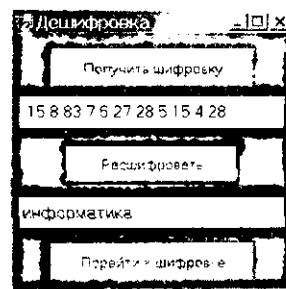 Дешифровка
Получить шифровку
15 8 83 7 6 27 28 5 15 4 28
Расшифровать
информатика
Перейти к шифровке